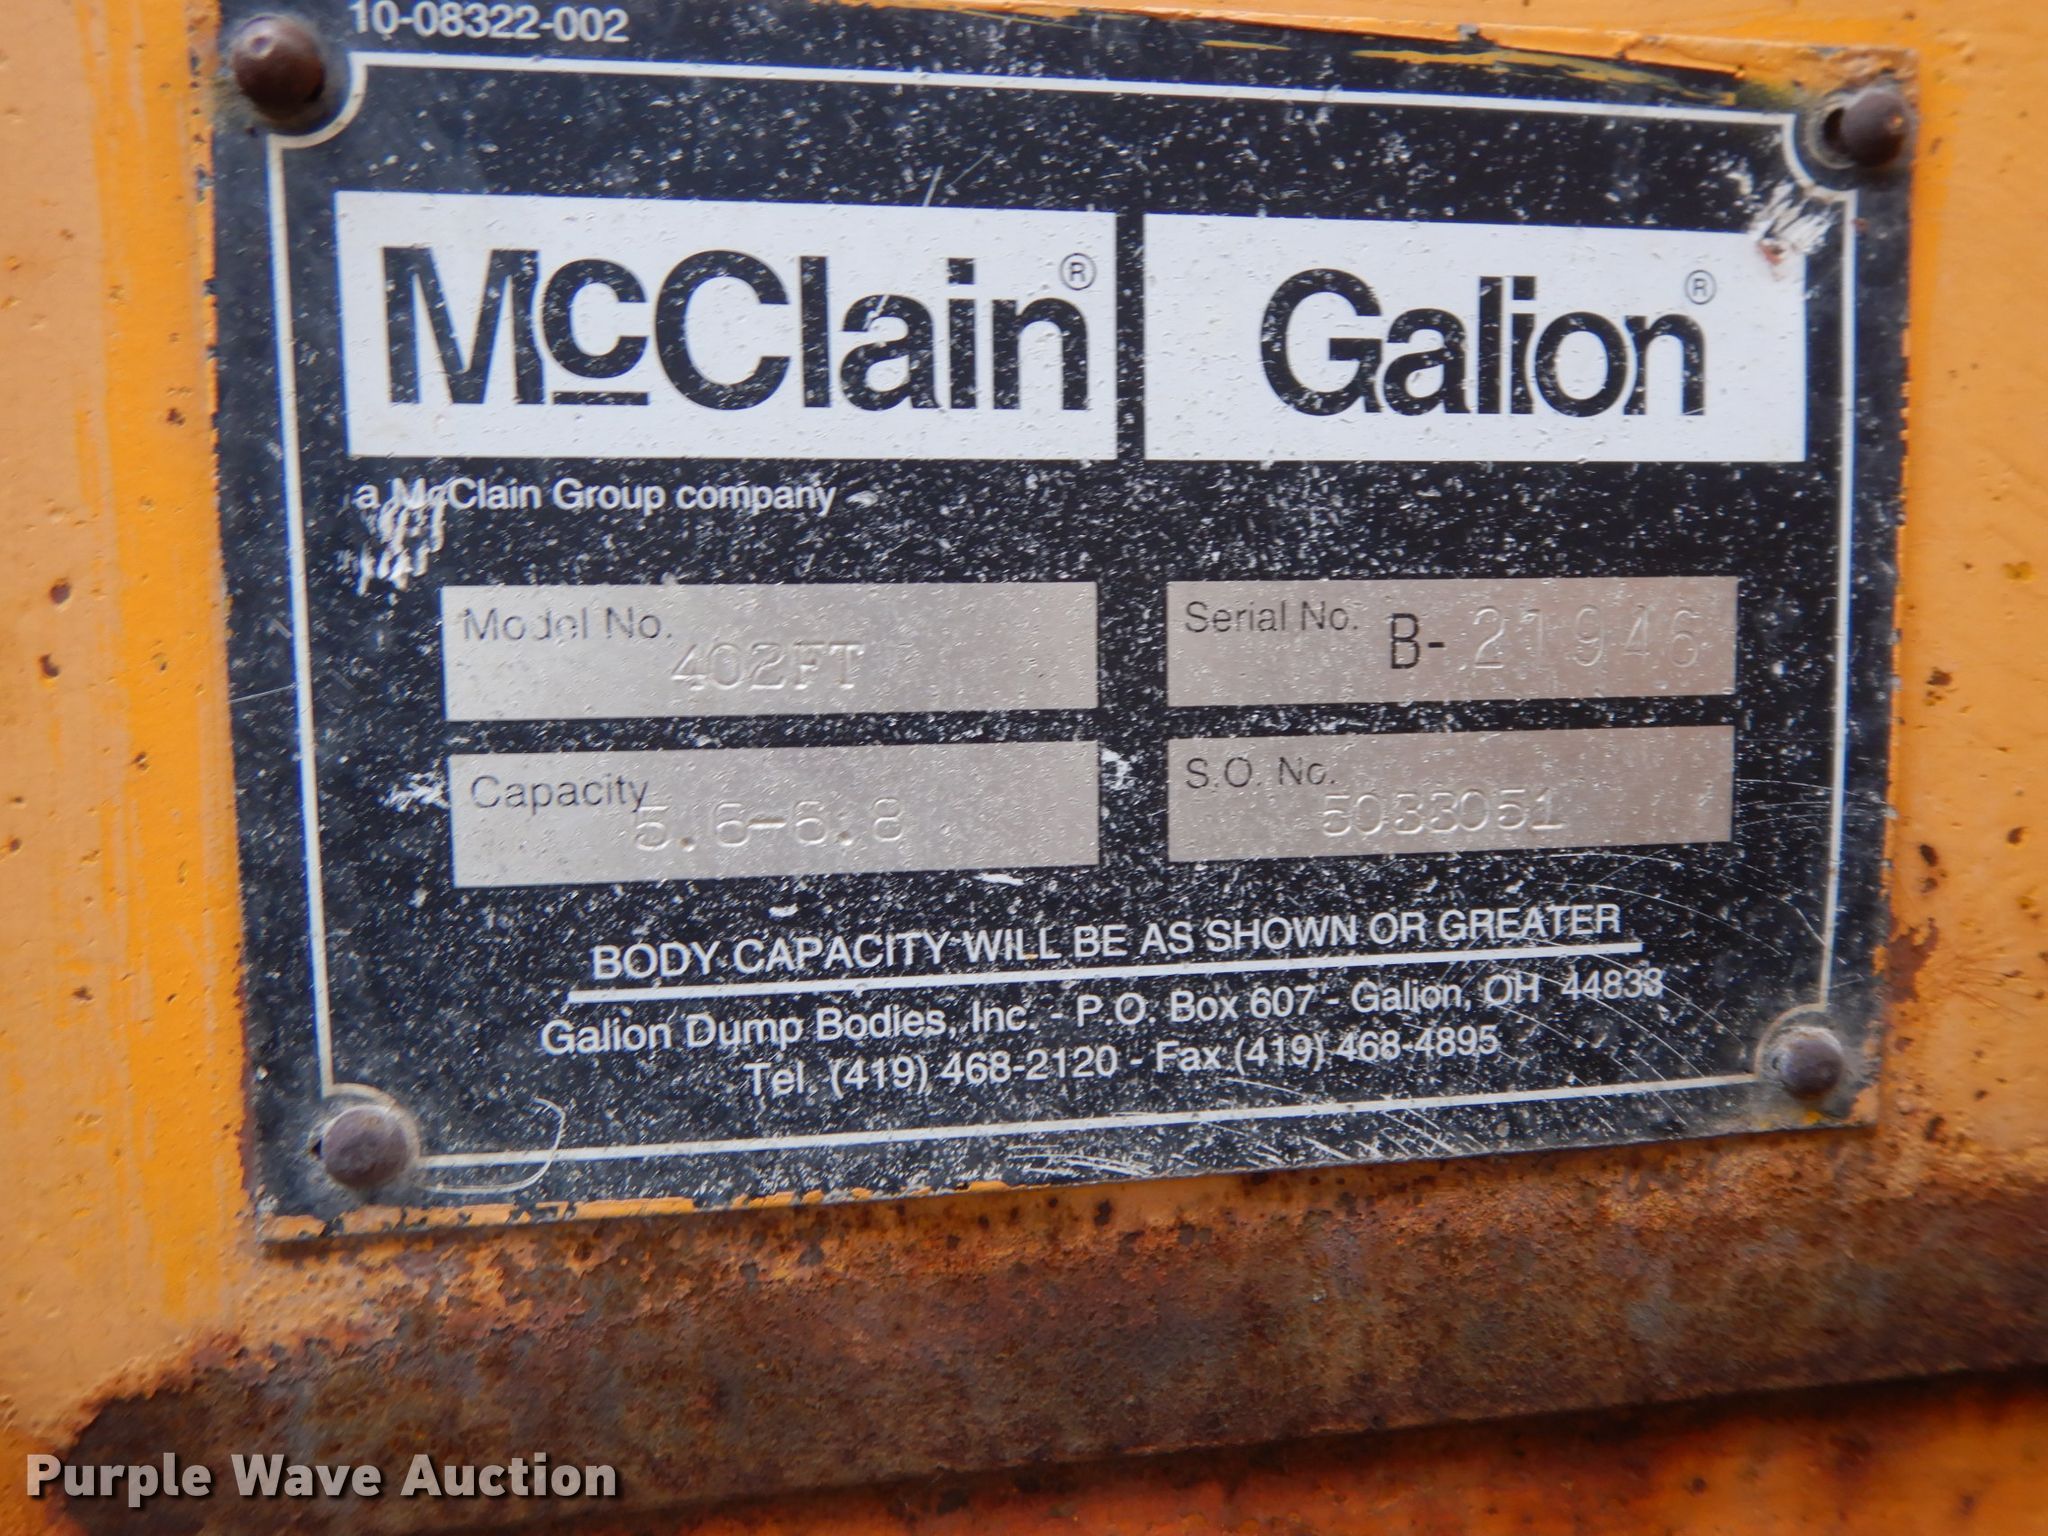 10-08322-002
McClain® Galion®
a McClain Group company
Model No. 402FT
Serial No. B-21946
Capacity 5.6-6.8
S.O. No. 5033051
BODY CAPACITY WILL BE AS SHOWN OR GREATER
Galion Dump Bodies, Inc. - P.O. Box 607 - Galion, OH 44833
Tel. (419) 468-2120 - Fax (419) 468-4895
Purple Wave Auction